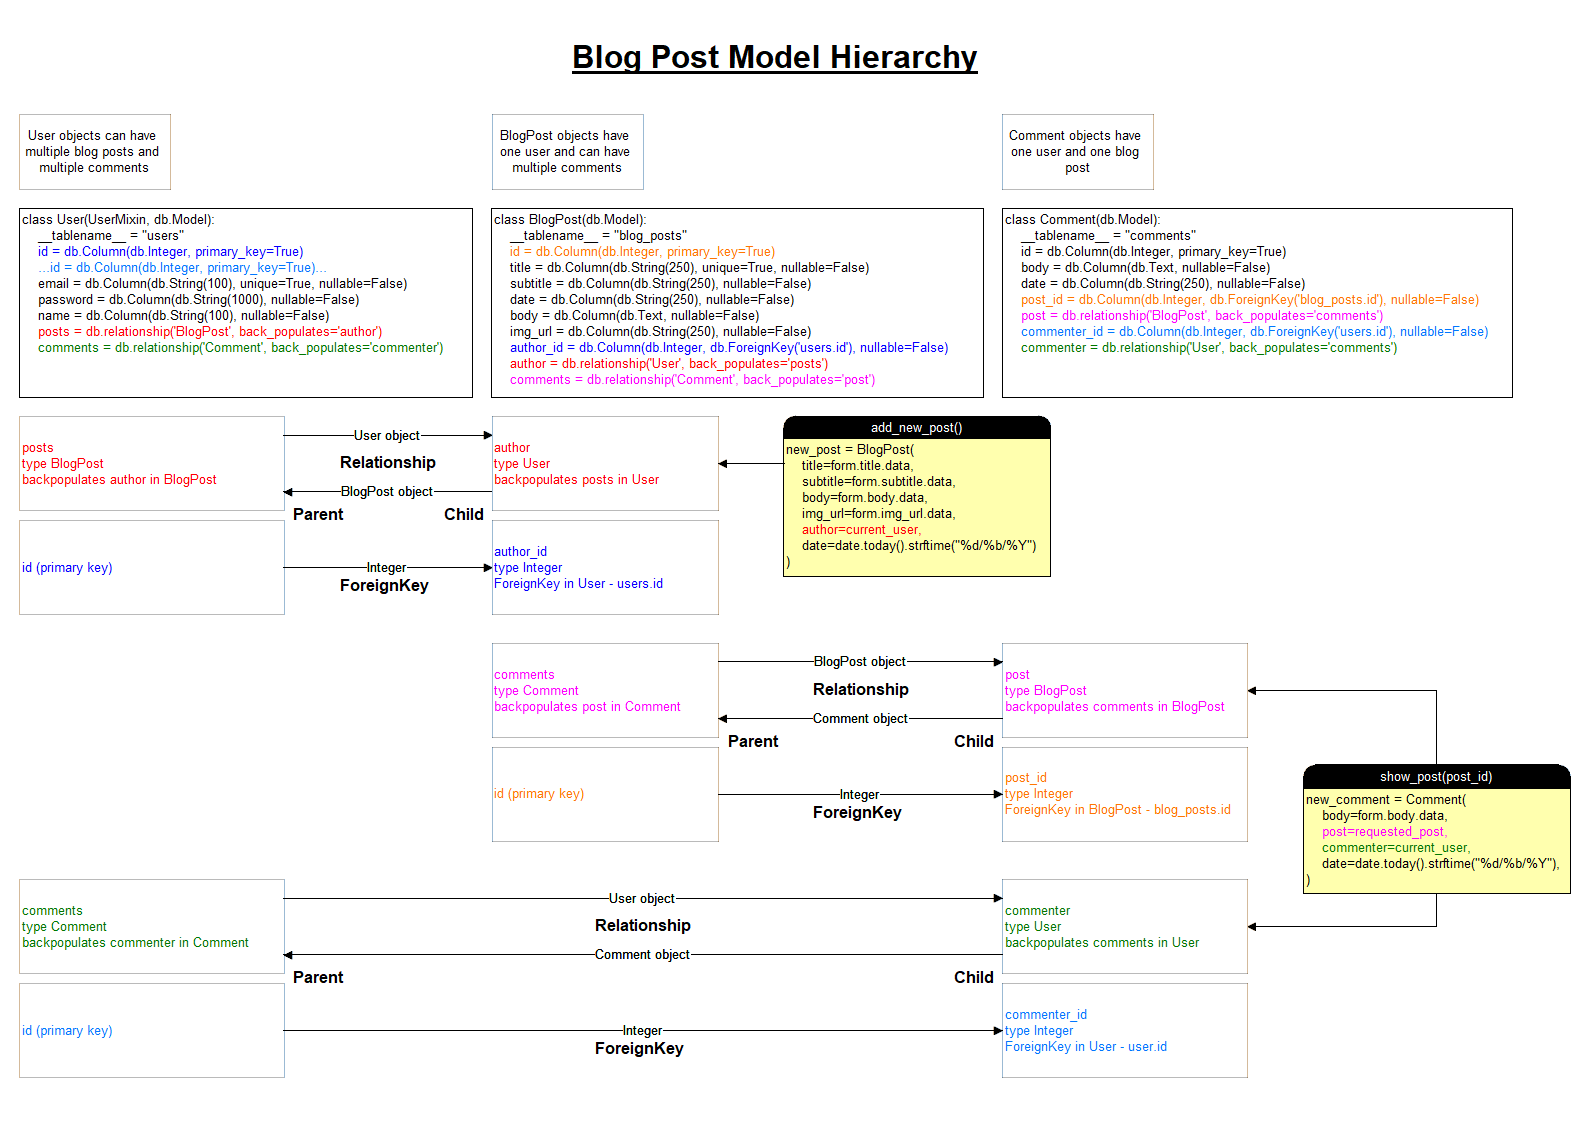 Blog Post Model Hierarchy
User objects can have
multiple blog posts and
multiple comments
BlogPost objects have
one user and can have
multiple comments
Comment objects have
one user and one blog
post
class User(UserMixin, db.Model):
__tablename__ = "users"
id = db.Column(db.Integer, primary_key=True)
...id = db.Column(db.Integer, primary_key=True)...
email = db.Column(db.String(100), unique=True, nullable=False)
password = db.Column(db.String(1000), nullable=False)
name = db.Column(db.String(100), nullable=False)
posts = db.relationship('BlogPost', back_populates='author')
comments = db.relationship('Comment', back_populates='commenter')
class BlogPost(db.Model):
__tablename__ = "blog_posts"
id = db.Column(db.Integer, primary_key=True)
title = db.Column(db.String(250), unique=True, nullable=False)
subtitle = db.Column(db.String(250), nullable=False)
date = db.Column(db.String(250), nullable=False)
body = db.Column(db.Text, nullable=False)
img_url = db.Column(db.String(250), nullable=False)
author_id = db.Column(db.Integer, db.ForeignKey('users.id'), nullable=False)
author = db.relationship('User', back_populates='posts')
comments = db.relationship('Comment', back_populates='post')
class Comment(db.Model):
__tablename__ = "comments"
id = db.Column(db.Integer, primary_key=True)
body = db.Column(db.Text, nullable=False)
date = db.Column(db.String(250), nullable=False)
post_id = db.Column(db.Integer, db.ForeignKey('blog_posts.id'), nullable=False)
post = db.relationship('BlogPost', back_populates='comments')
commenter_id = db.Column(db.Integer, db.ForeignKey('users.id'), nullable=False)
commenter = db.relationship('User', back_populates='comments')
posts
type BlogPost
backpopulates author in BlogPost
User object
Relationship
BlogPost object
Parent
Child
author
type User
backpopulates posts in User
add_new_post()
new_post = BlogPost(
title=form.title.data,
subtitle=form.subtitle.data,
body=form.body.data,
img_url=form.img_url.data,
author=current_user,
date=date.today().strftime("%d/%b/%Y")
)
id (primary key)
Integer
ForeignKey
author_id
type Integer
ForeignKey in User - users.id
comments
type Comment
backpopulates post in Comment
BlogPost object
Relationship
Comment object
Parent
Child
post
type BlogPost
backpopulates comments in BlogPost
id (primary key)
Integer
ForeignKey
post_id
type Integer
ForeignKey in BlogPost - blog_posts.id
show_post(post_id)
new_comment = Comment(
body=form.body.data,
post=requested_post,
commenter=current_user,
date=date.today().strftime("%d/%b/%Y"),
)
comments
type Comment
backpopulates commenter in Comment
User object
Relationship
Comment object
Parent
Child
commenter
type User
backpopulates comments in User
id (primary key)
Integer
ForeignKey
commenter_id
type Integer
ForeignKey in User - user.id